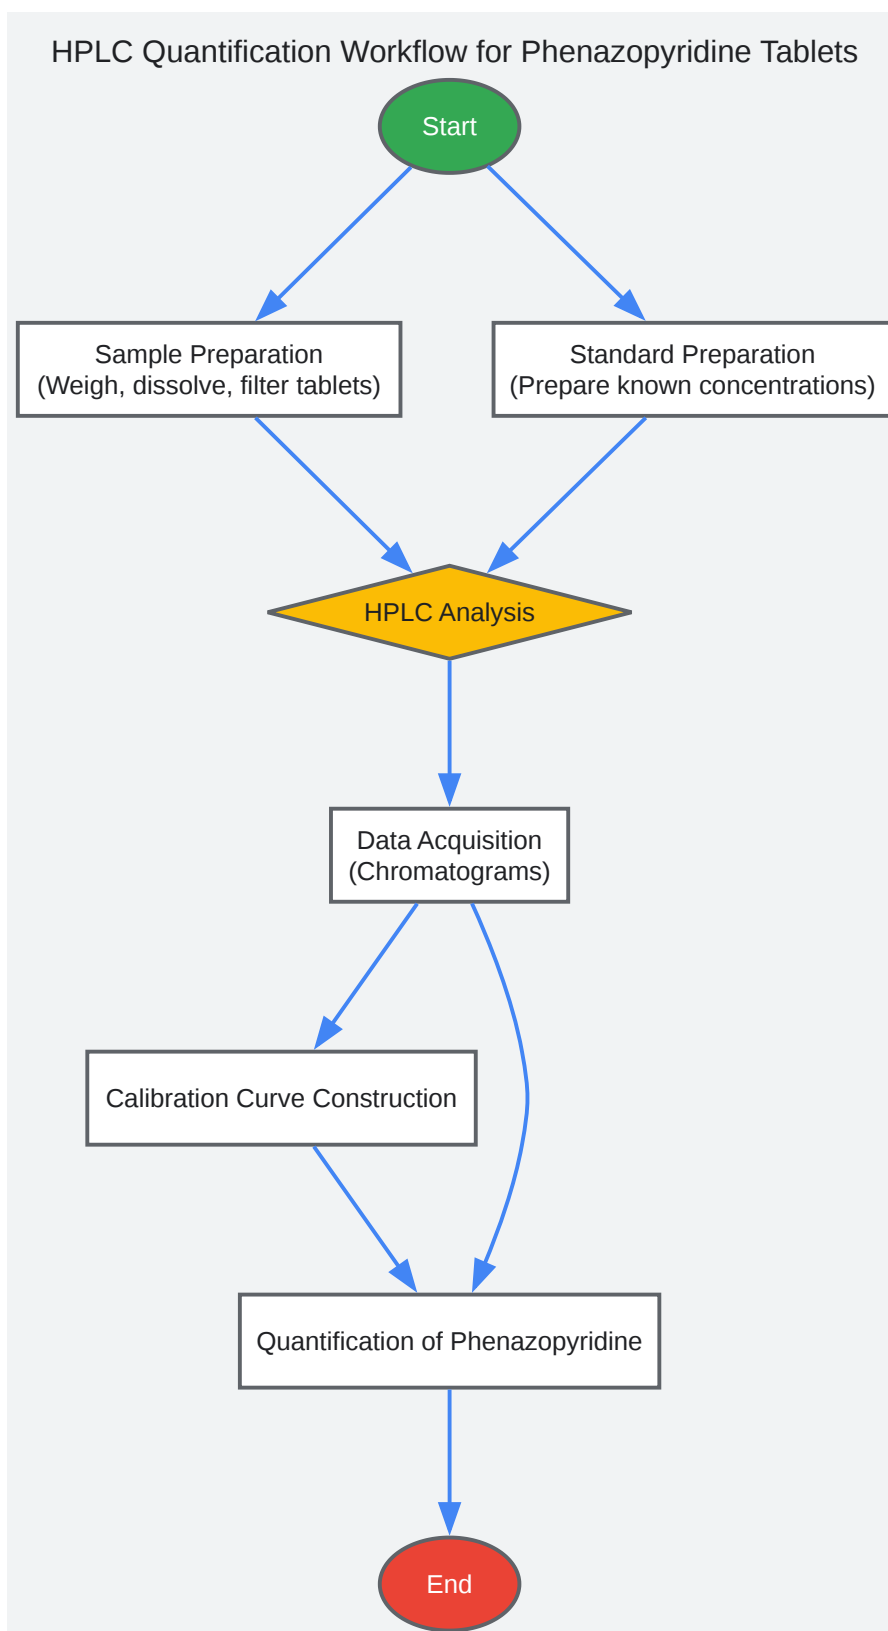 HPLC Quantification Workflow for Phenazopyridine Tablets
Start
Sample Preparation
(Weigh, dissolve, filter tablets)
Standard Preparation
(Prepare known concentrations)
HPLC Analysis
Data Acquisition
(Chromatograms)
Calibration Curve Construction
Quantification of Phenazopyridine
End